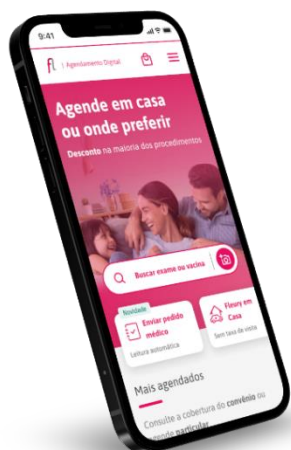 9:41
fl | Agendamento Digital
Agende em casa
ou onde preferir
Desconto na maioria dos procedimentos
Buscar exame ou vacina
Novidade
Enviar pedido
médico
Leitura automática
Fleury em
Casa
Sem taxa de visita
Mais agendados
Consulte a cobertura do convênio ou
agende particular.